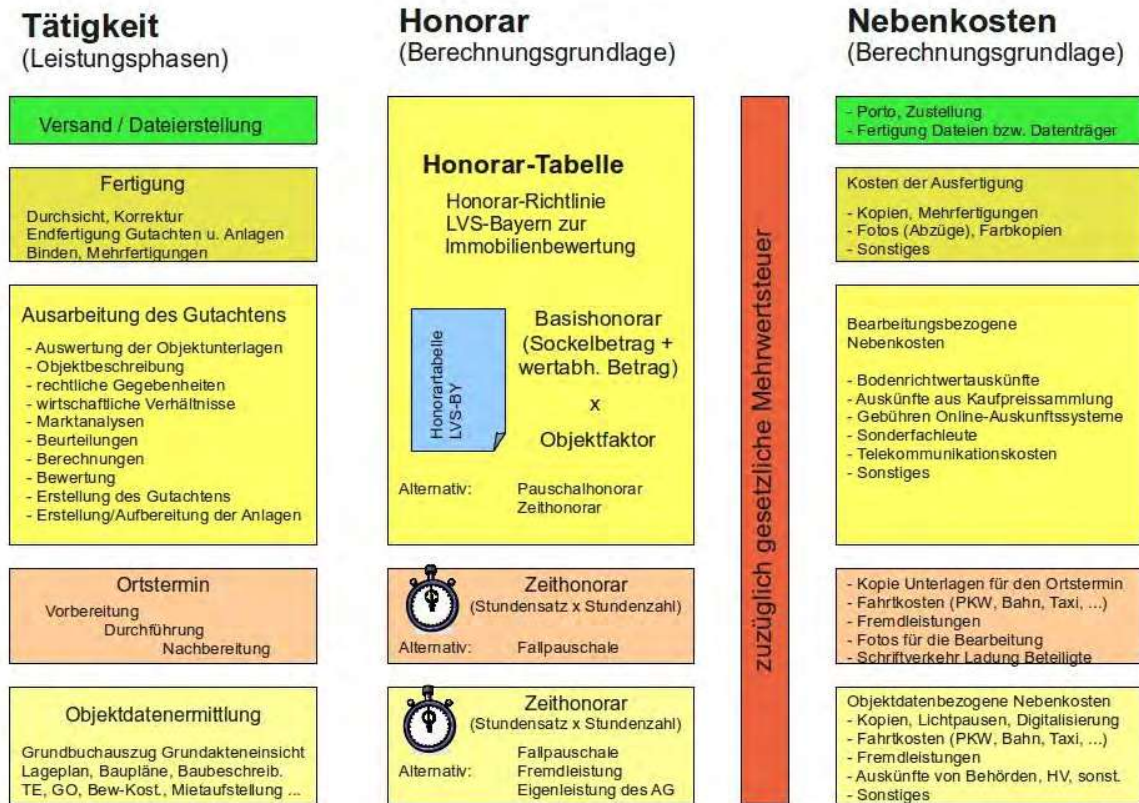 Tätigkeit
(Leistungsphasen)
Versand / Dateierstellung
Fertigung
Durchsicht, Korrektur
Endfertigung Gutachten u. Anlagen
Binden, Mehrfertigungen
Ausarbeitung des Gutachtens
- Auswertung der Objektunterlagen
- Objektbeschreibung
- rechtliche Gegebenheiten
- wirtschaftliche Verhältnisse
- Marktanalysen
- Beurteilungen
- Berechnungen
- Bewertung
- Erstellung des Gutachtens
- Erstellung/Aufbereitung der Anlagen
Ortstermin
Vorbereitung
Durchführung
Nachbereitung
Objektdatenermittlung
Grundbuchauszug Grundakteneinsicht
Lageplan, Baupläne, Baubeschreib.
TE, GO, Bew-Kost., Mietaufstellung ...
Honorar
(Berechnungsgrundlage)
Honorar-Tabelle
Honorar-Richtlinie
LVS-Bayern zur
Immobilienbewertung
Honorartabelle
LVS-BY
Basishonorar
(Sockelbetrag +
wertabh. Betrag)
x
Objektfaktor
Alternativ: Pauschalhonorar
Zeithonorar
Zeithonorar
(Stundensatz x Stundenzahl)
Alternativ: Fallpauschale
Zeithonorar
(Stundensatz x Stundenzahl)
Fallpauschale
Alternativ: Fremdleistung
Eigenleistung des AG
zuzüglich gesetzliche Mehrwertsteuer
Nebenkosten
(Berechnungsgrundlage)
- Porto, Zustellung
- Fertigung Dateien bzw. Datenträger
Kosten der Ausfertigung
- Kopien, Mehrfertigungen
- Fotos (Abzüge), Farbkopien
- Sonstiges
Bearbeitungsbezogene
Nebenkosten
- Bodenrichtwertauskünfte
- Auskünfte aus Kaufpreissammlung
- Gebühren Online-Auskunftssysteme
- Sonderfachleute
- Telekommunikationskosten
- Sonstiges
- Kopie Unterlagen für den Ortstermin
- Fahrtkosten (PKW, Bahn, Taxi, ...)
- Fremdleistungen
- Fotos für die Bearbeitung
- Schriftverkehr Ladung Beteiligte
Objektdatenbezogene Nebenkosten
- Kopien, Lichtpausen, Digitalisierung
- Fahrtkosten (PKW, Bahn, Taxi, ...)
- Fremdleistungen
- Auskünfte von Behörden, HV, sonst.
- Sonstiges